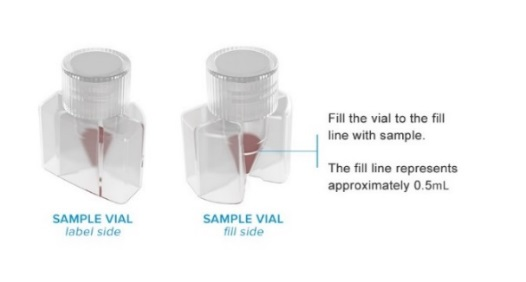 Fill the vial to the fill
line with sample.
The fill line represents
approximately 0.5mL
SAMPLE VIAL
label side
SAMPLE VIAL
fill side